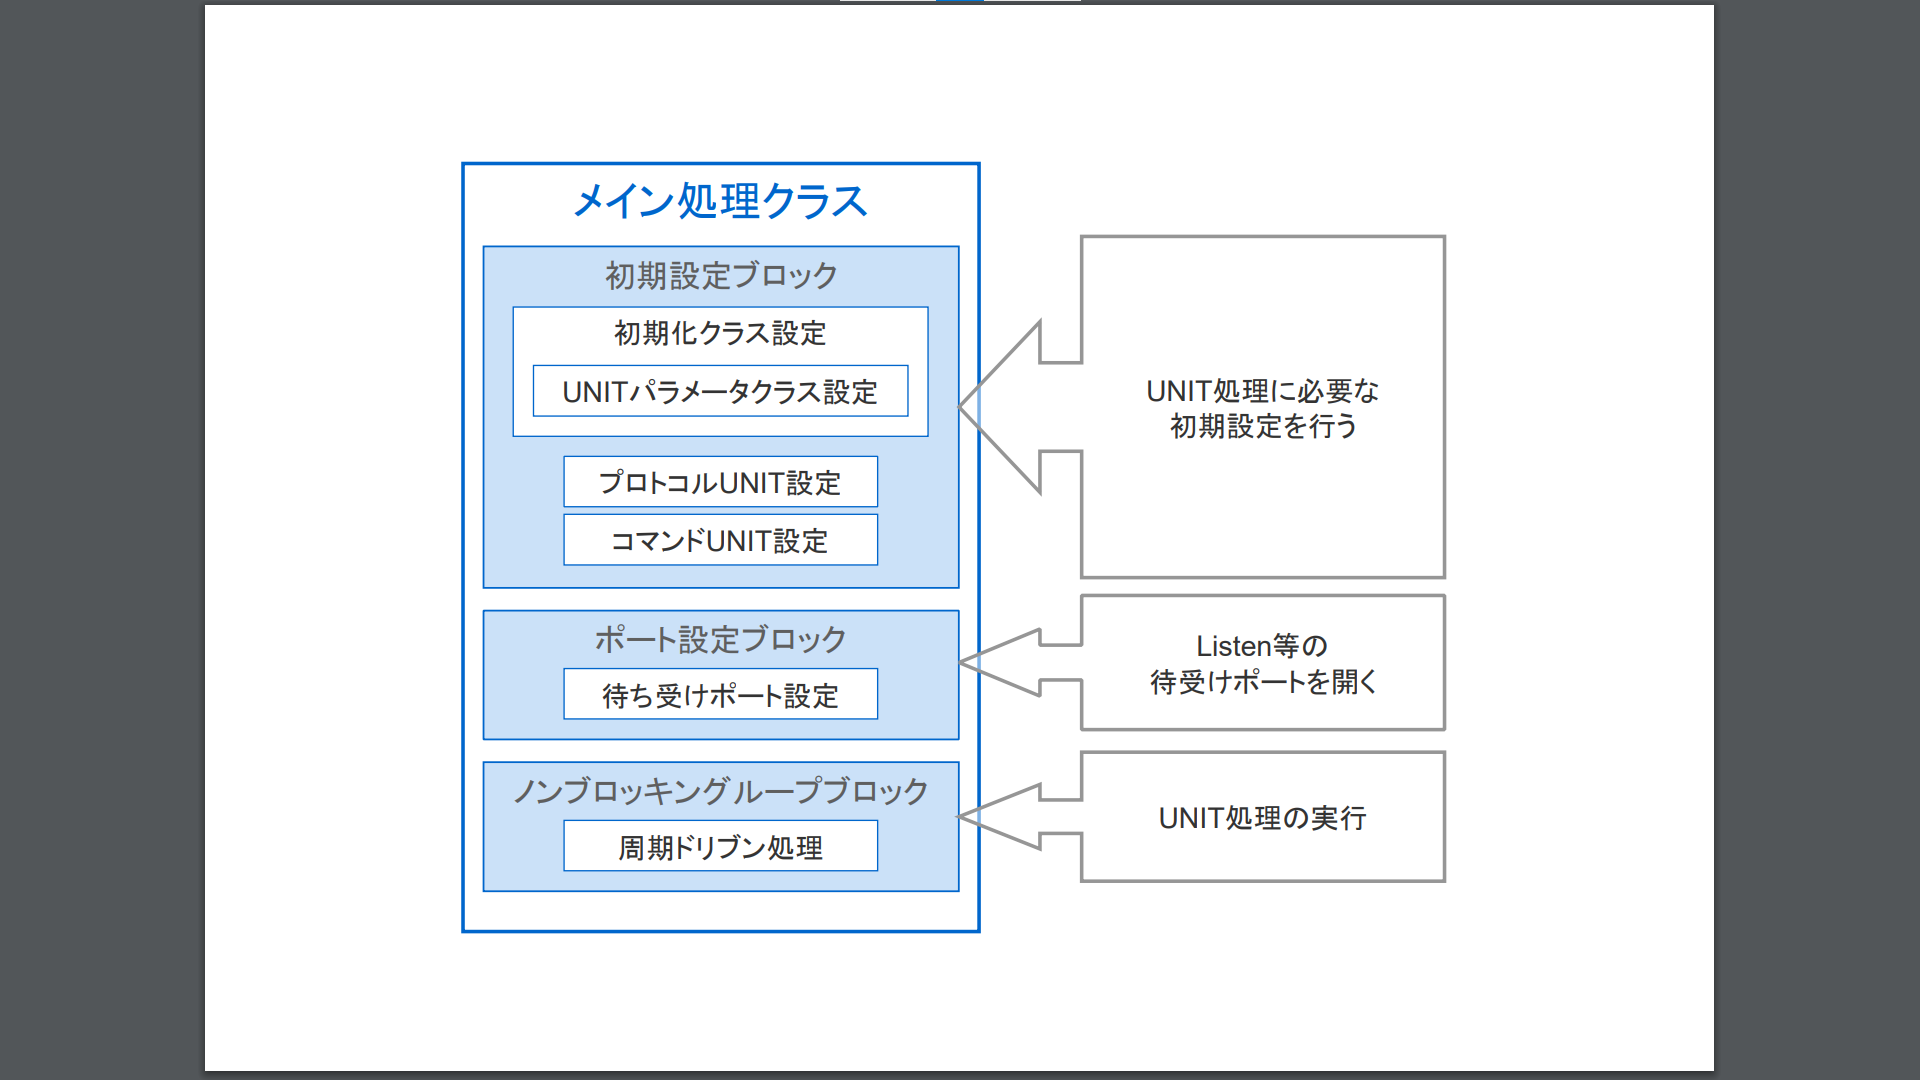 メイン処理クラス
初期設定ブロック
初期化クラス設定
UNITパラメータクラス設定
プロトコルUNIT設定
コマンドUNIT設定
UNIT処理に必要な
初期設定を行う
ポート設定ブロック
待ち受けポート設定
Listen等の
待受けポートを開く
ノンブロッキングループブロック
周期ドリブン処理
UNIT処理の実行